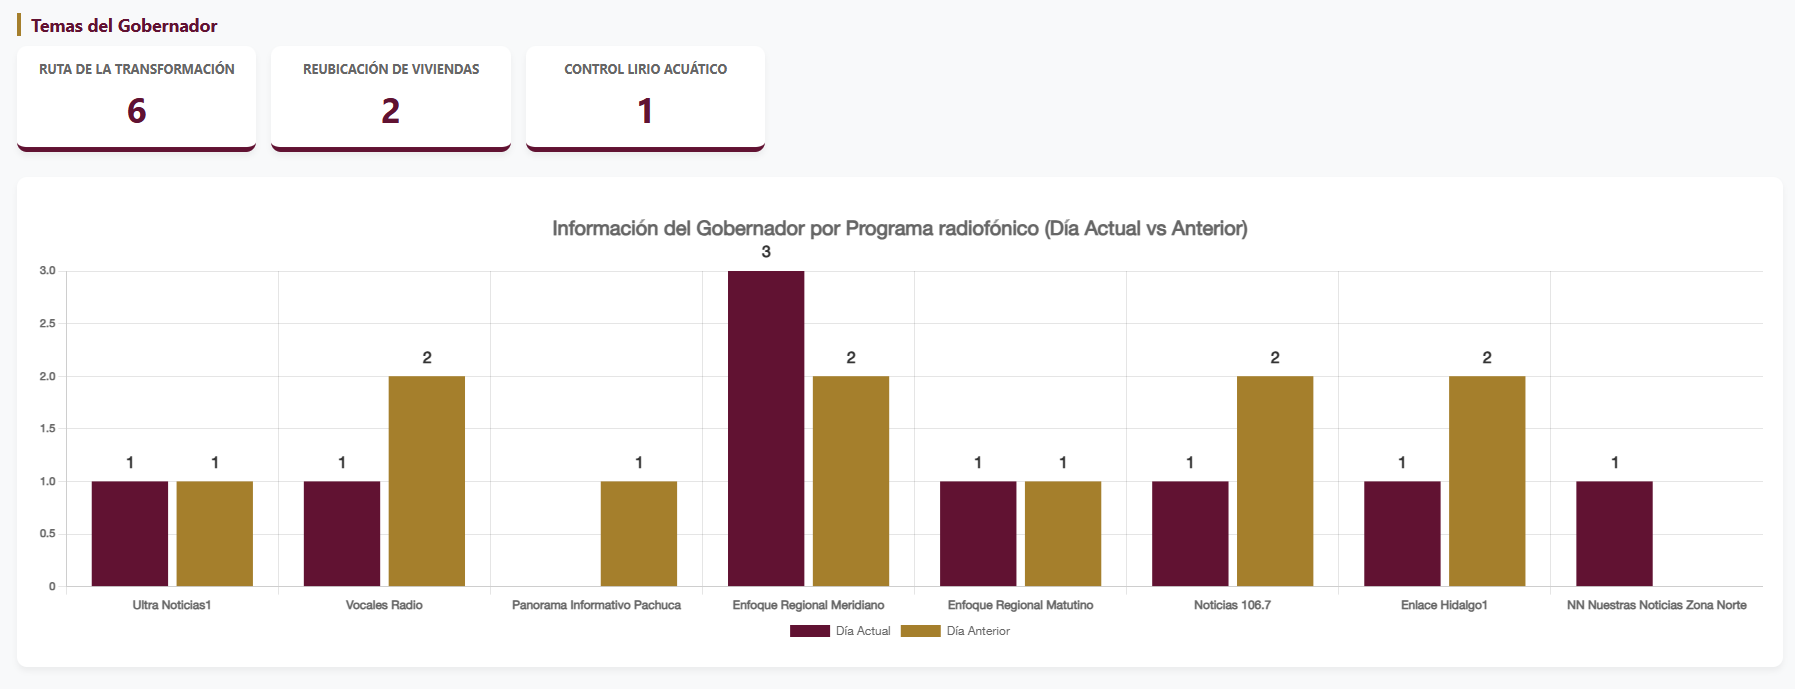 Temas del Gobernador
RUTA DE LA TRANSFORMACIÓN
6
REUBICACIÓN DE VIVIENDAS
2
CONTROL LIRIO ACUÁTICO
1
Información del Gobernador por Programa radiofónico (Día Actual vs Anterior)
3.0
2.5
2.0
1.5
1.0
0.5
0
1 1
1 2
1
3 2
1 1
1 2
1 2
1
Ultra Noticias1
Vocales Radio
Panorama Informativo Pachuca
Enfoque Regional Meridiano
Enfoque Regional Matutino
Noticias 106.7
Enlace Hidalgo1
NN Nuestras Noticias Zona Norte
Día Actual
Día Anterior